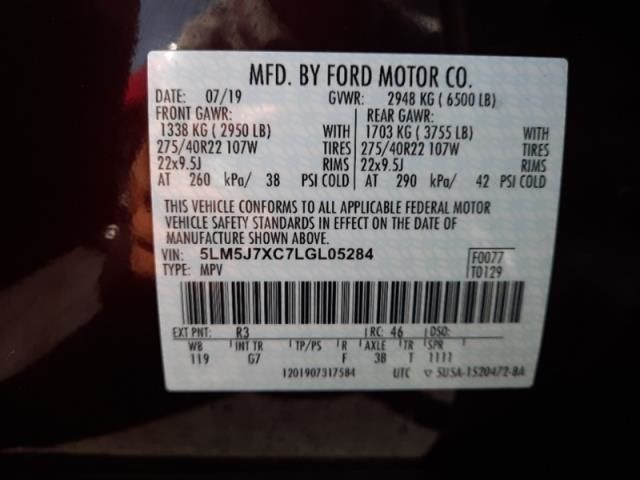 MFD. BY FORD MOTOR CO.
DATE: 07/19 GVWR: 2948 KG ( 6500 LB)
FRONT GAWR: REAR GAWR:
1338 KG ( 2950 LB) WITH 1703 KG ( 3755 LB) WITH
275/40R22 107W TIRES 275/40R22 107W TIRES
22x9.5J RIMS 22x9.5J RIMS
AT 260 kPa/ 38 PSI COLD AT 290 kPa/ 42 PSI COLD
THIS VEHICLE CONFORMS TO ALL APPLICABLE FEDERAL MOTOR
VEHICLE SAFETY STANDARDS IN EFFECT ON THE DATE OF
MANUFACTURE SHOWN ABOVE.
VIN: 5LM5J7XC7LGL05284 F0077
TYPE: MPV T0129
EXT PNT: R3 RC: 46 DSO:
WB INT TR TP/PS R AXLE TR SPR
119 G7 F 38 T 1111
1201907317584 UTC ▽ 5U5A-1520472-BA